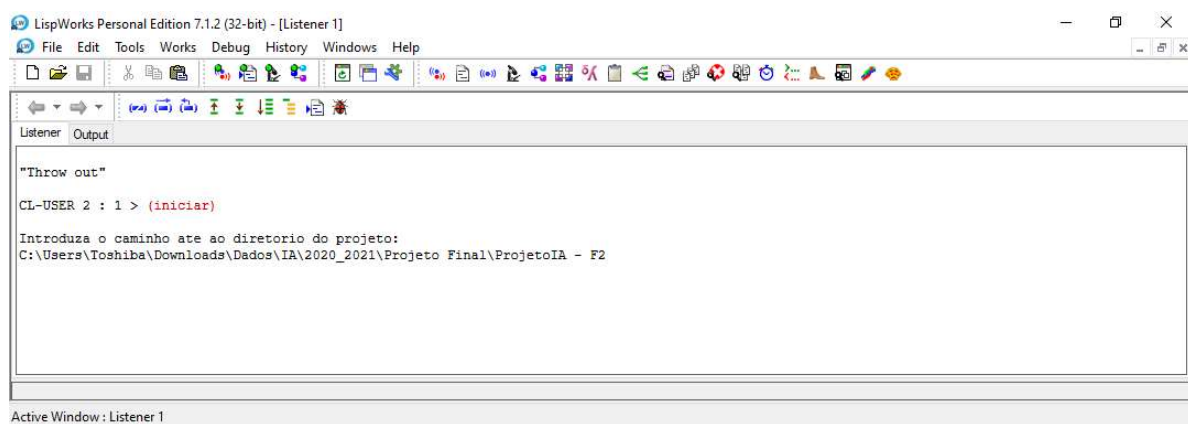 LispWorks Personal Edition 7.1.2 (32-bit) - [Listener 1]
File Edit Tools Works Debug History Windows Help
Listener Output
"Throw out"
CL-USER 2 : 1 > (iniciar)
Introduza o caminho ate ao diretorio do projeto:
C:\Users\Toshiba\Downloads\Dados\IA\2020_2021\Projeto Final\ProjetoIA - F2
Active Window : Listener 1